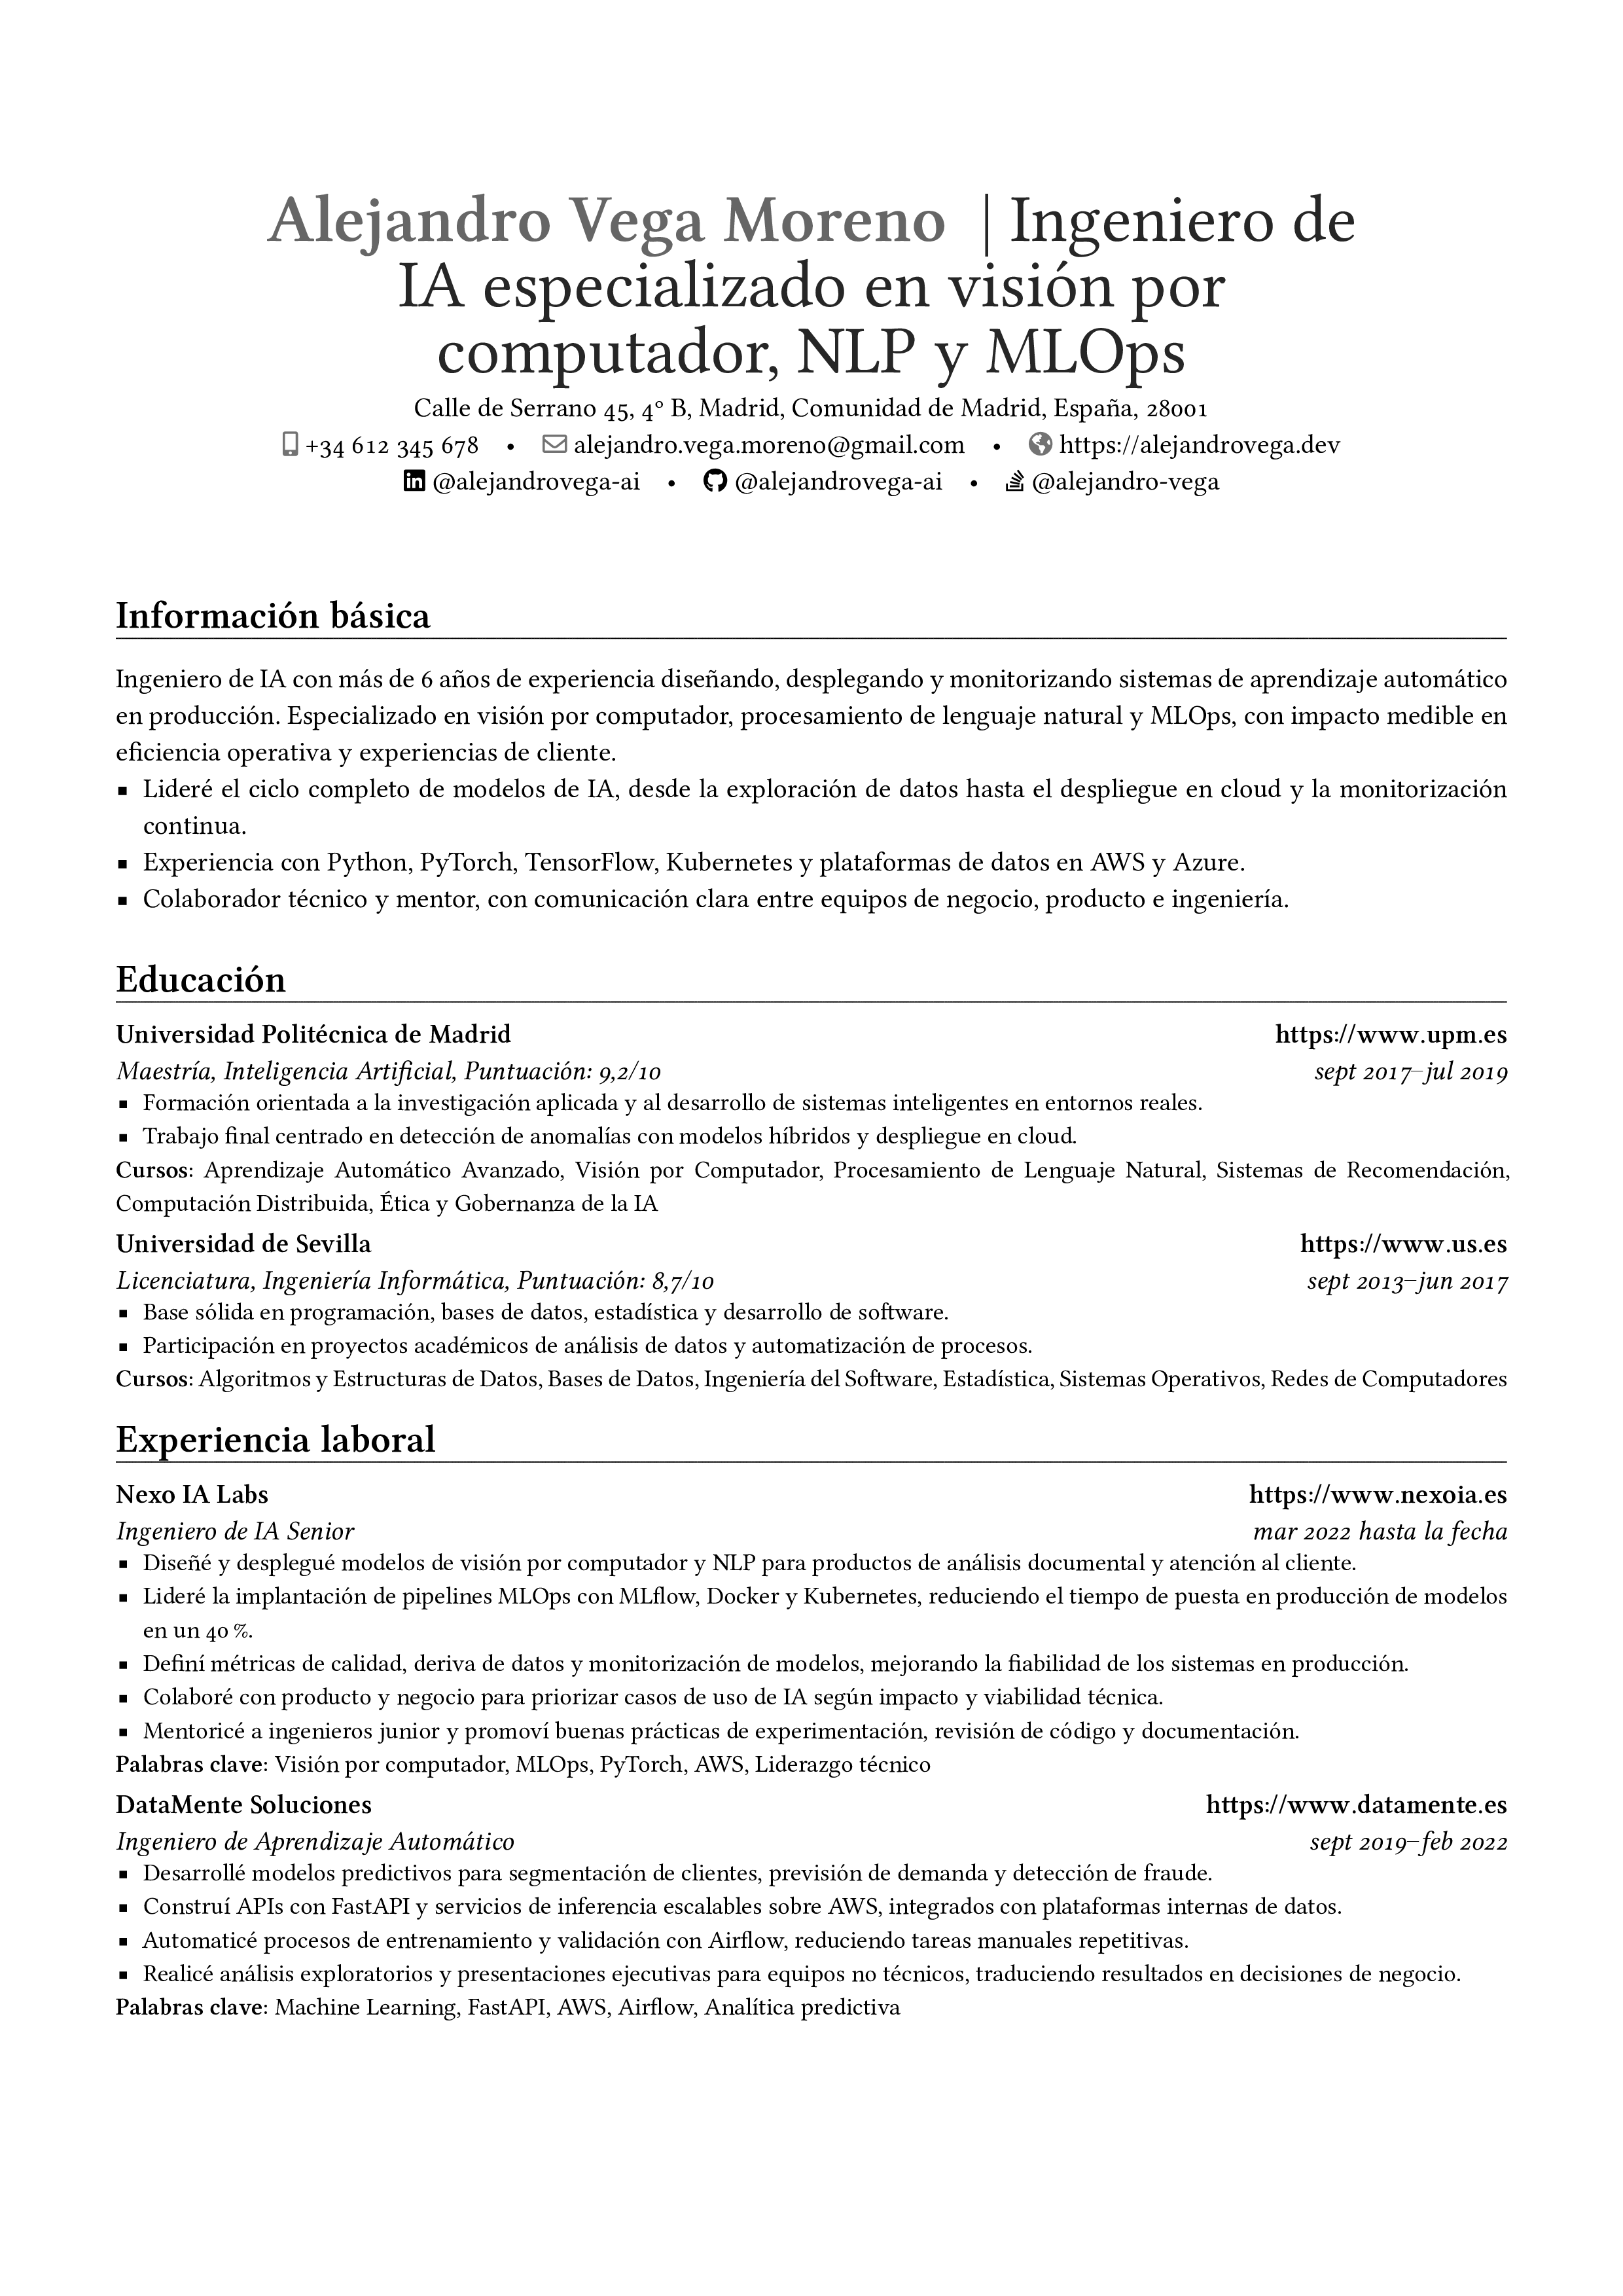 Alejandro Vega Moreno | Ingeniero de
IA especializado en visión por
computador, NLP y MLOps
Calle de Serrano 45, 4º B, Madrid, Comunidad de Madrid, España, 28001
+34 612 345 678 • alejandro.vega.moreno@gmail.com • https://alejandrovega.dev
@alejandrovega-ai • @alejandrovega-ai • @alejandro-vega
Información básica
Ingeniero de IA con más de 6 años de experiencia diseñando, desplegando y monitorizando sistemas de aprendizaje automático
en producción. Especializado en visión por computador, procesamiento de lenguaje natural y MLOps, con impacto medible en
eficiencia operativa y experiencias de cliente.
▪ Lideré el ciclo completo de modelos de IA, desde la exploración de datos hasta el despliegue en cloud y la monitorización
continua.
▪ Experiencia con Python, PyTorch, TensorFlow, Kubernetes y plataformas de datos en AWS y Azure.
▪ Colaborador técnico y mentor, con comunicación clara entre equipos de negocio, producto e ingeniería.
Educación
Universidad Politécnica de Madrid https://www.upm.es
Maestría, Inteligencia Artificial, Puntuación: 9,2/10 sept 2017–jul 2019
▪ Formación orientada a la investigación aplicada y al desarrollo de sistemas inteligentes en entornos reales.
▪ Trabajo final centrado en detección de anomalías con modelos híbridos y despliegue en cloud.
Cursos: Aprendizaje Automático Avanzado, Visión por Computador, Procesamiento de Lenguaje Natural, Sistemas de Recomendación,
Computación Distribuida, Ética y Gobernanza de la IA
Universidad de Sevilla https://www.us.es
Licenciatura, Ingeniería Informática, Puntuación: 8,7/10 sept 2013–jun 2017
▪ Base sólida en programación, bases de datos, estadística y desarrollo de software.
▪ Participación en proyectos académicos de análisis de datos y automatización de procesos.
Cursos: Algoritmos y Estructuras de Datos, Bases de Datos, Ingeniería del Software, Estadística, Sistemas Operativos, Redes de Computadores
Experiencia laboral
Nexo IA Labs https://www.nexoia.es
Ingeniero de IA Senior mar 2022 hasta la fecha
▪ Diseñé y desplegué modelos de visión por computador y NLP para productos de análisis documental y atención al cliente.
▪ Lideré la implantación de pipelines MLOps con MLflow, Docker y Kubernetes, reduciendo el tiempo de puesta en producción de modelos
en un 40 %.
▪ Definí métricas de calidad, deriva de datos y monitorización de modelos, mejorando la fiabilidad de los sistemas en producción.
▪ Colaboré con producto y negocio para priorizar casos de uso de IA según impacto y viabilidad técnica.
▪ Mentoricé a ingenieros junior y promoví buenas prácticas de experimentación, revisión de código y documentación.
Palabras clave: Visión por computador, MLOps, PyTorch, AWS, Liderazgo técnico
DataMente Soluciones https://www.datamente.es
Ingeniero de Aprendizaje Automático sept 2019–feb 2022
▪ Desarrollé modelos predictivos para segmentación de clientes, previsión de demanda y detección de fraude.
▪ Construí APIs con FastAPI y servicios de inferencia escalables sobre AWS, integrados con plataformas internas de datos.
▪ Automaticé procesos de entrenamiento y validación con Airflow, reduciendo tareas manuales repetitivas.
▪ Realicé análisis exploratorios y presentaciones ejecutivas para equipos no técnicos, traduciendo resultados en decisiones de negocio.
Palabras clave: Machine Learning, FastAPI, AWS, Airflow, Analítica predictiva